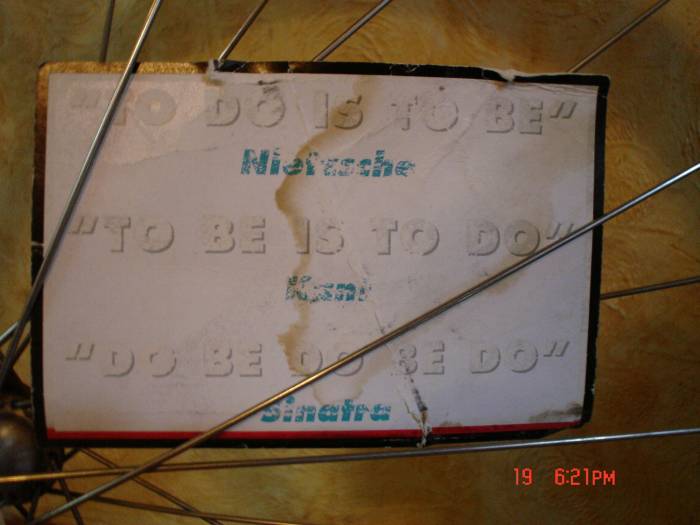 "TO DO IS TO BE"
Nietzsche
"TO BE IS TO DO"
Kant
"DO BE DO BE DO"
Sinatra
19 6:21PM